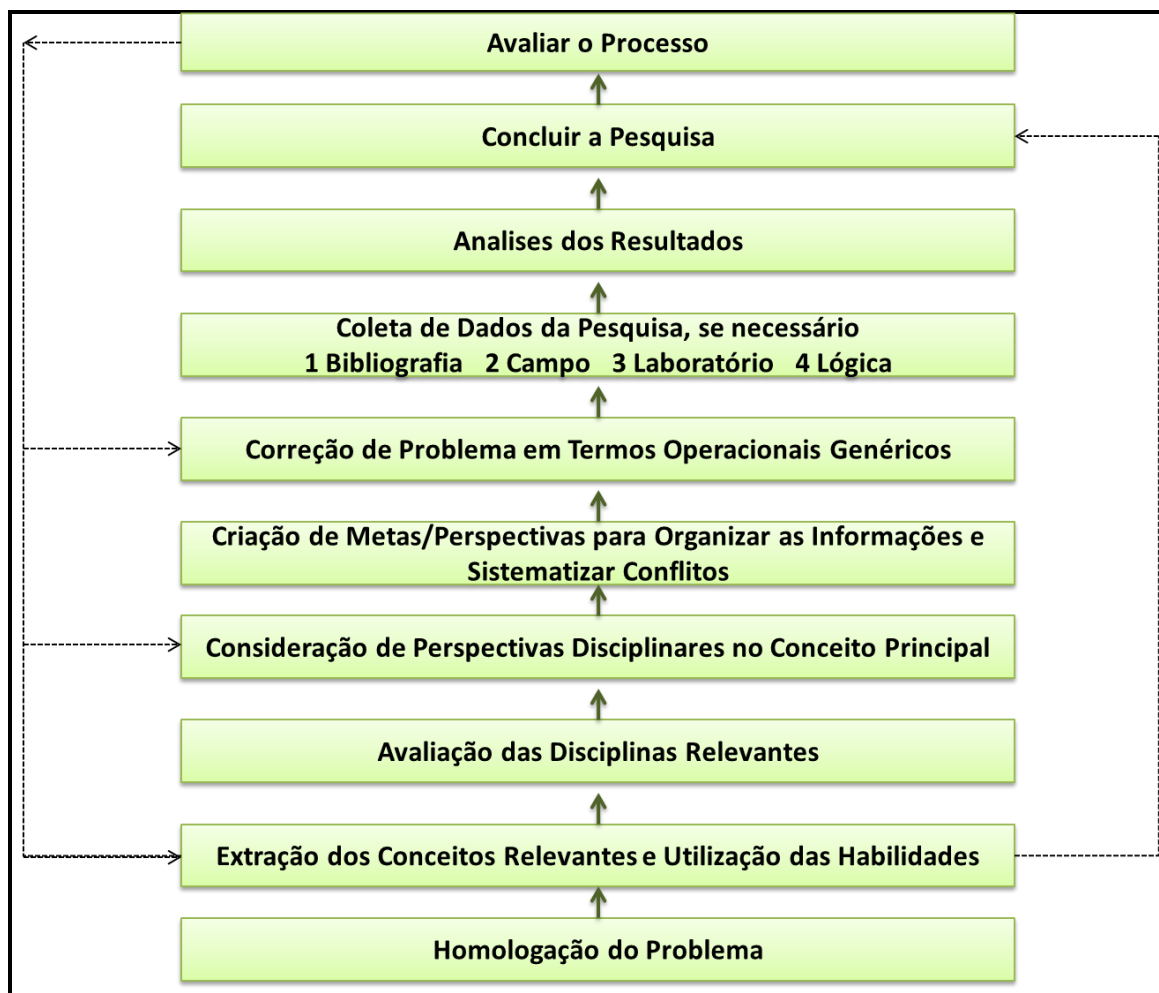 Avaliar o Processo
Concluir a Pesquisa
Analises dos Resultados
Coleta de Dados da Pesquisa, se necessário
1 Bibliografia 2 Campo 3 Laboratório 4 Lógica
Correção de Problema em Termos Operacionais Genéricos
Criação de Metas/Perspectivas para Organizar as Informações e
Sistematizar Conflitos
Consideração de Perspectivas Disciplinares no Conceito Principal
Avaliação das Disciplinas Relevantes
Extração dos Conceitos Relevantes e Utilização das Habilidades
Homologação do Problema